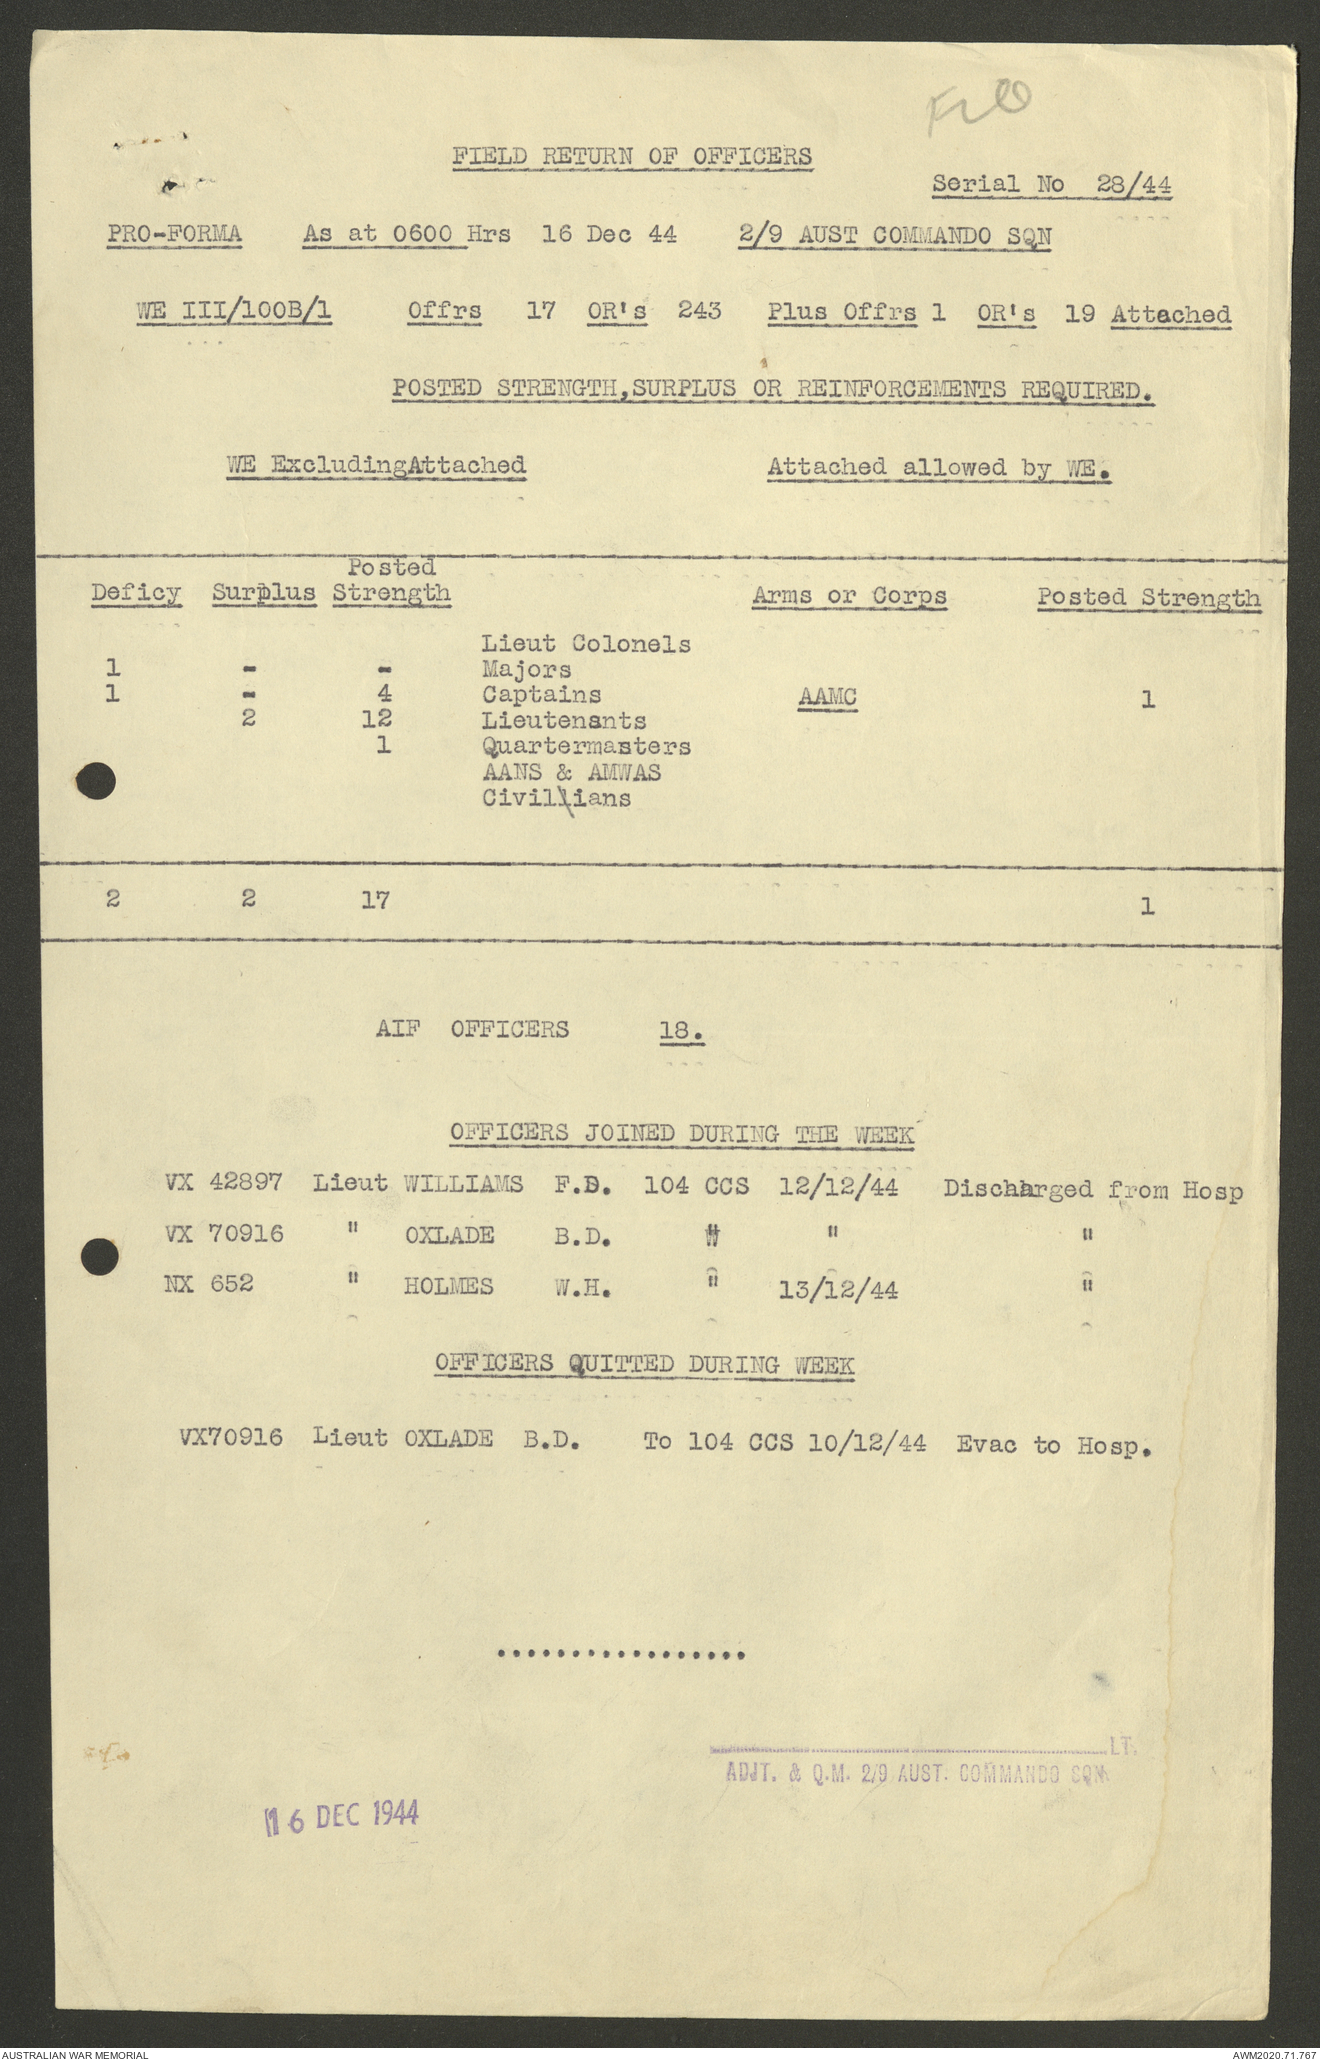 FIELD RETURN OF OFFICERS
Serial No 28/44
PRO-FORMA As at 0600 Hrs 16 Dec 44 2/9 AUST COMMANDO SQN
WE III/100B/1 Offrs 17 OR's 243 Plus Offrs 1 OR's 19 Attached
POSTED STRENGTH,SURPLUS OR REINFORCEMENTS REQUIRED.
WE ExcludingAttached Attached allowed by WE.
Posted
Deficy Surplus Strength Arms or Corps Posted Strength
Lieut Colonels
1 - - Majors
1 - 4 Captains AAMC 1
2 12 Lieutenants
1 Quartermasters
AANS & AMWAS
Civillians
2 2 17 1
AIF OFFICERS 18.
OFFICERS JOINED DURING THE WEEK
VX 42897 Lieut WILLIAMS F.D. 104 CCS 12/12/44 Discharged from Hosp
VX 70916 " OXLADE B.D. " " "
NX 652 " HOLMES W.H. " 13/12/44 "
OFFICERS QUITTED DURING WEEK
VX70916 Lieut OXLADE B.D. To 104 CCS 10/12/44 Evac to Hosp.
.................
LT.
ADJT. & Q.M. 2/9 AUST. COMMANDO SQN.
16 DEC 1944
AUSTRALIAN WAR MEMORIAL AWM2020.71.767